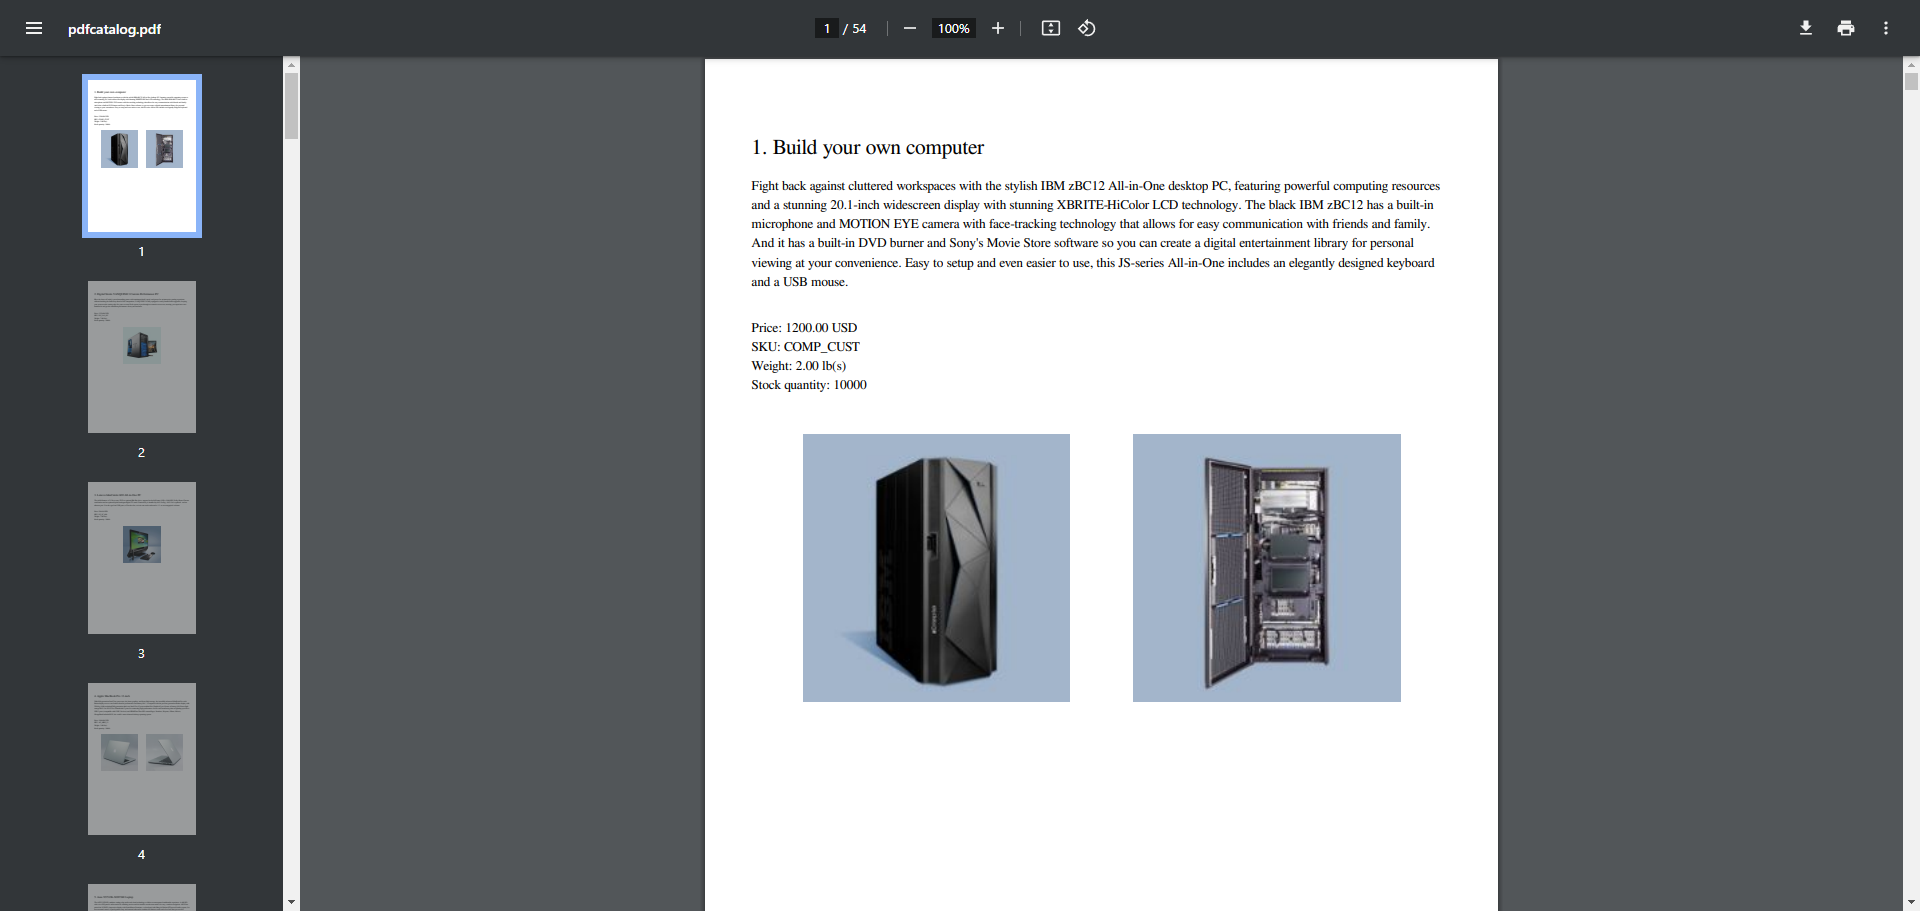 pdfcatalog.pdf
1 / 54
100%
1
2
3
4
1. Build your own computer
Fight back against cluttered workspaces with the stylish IBM zBC12 All-in-One desktop PC, featuring powerful computing resources
and a stunning 20.1-inch widescreen display with stunning XBRITE-HiColor LCD technology. The black IBM zBC12 has a built-in
microphone and MOTION EYE camera with face-tracking technology that allows for easy communication with friends and family.
And it has a built-in DVD burner and Sony's Movie Store software so you can create a digital entertainment library for personal
viewing at your convenience. Easy to setup and even easier to use, this JS-series All-in-One includes an elegantly designed keyboard
and a USB mouse.
Price: 1200.00 USD
SKU: COMP_CUST
Weight: 2.00 lb(s)
Stock quantity: 10000
IBM